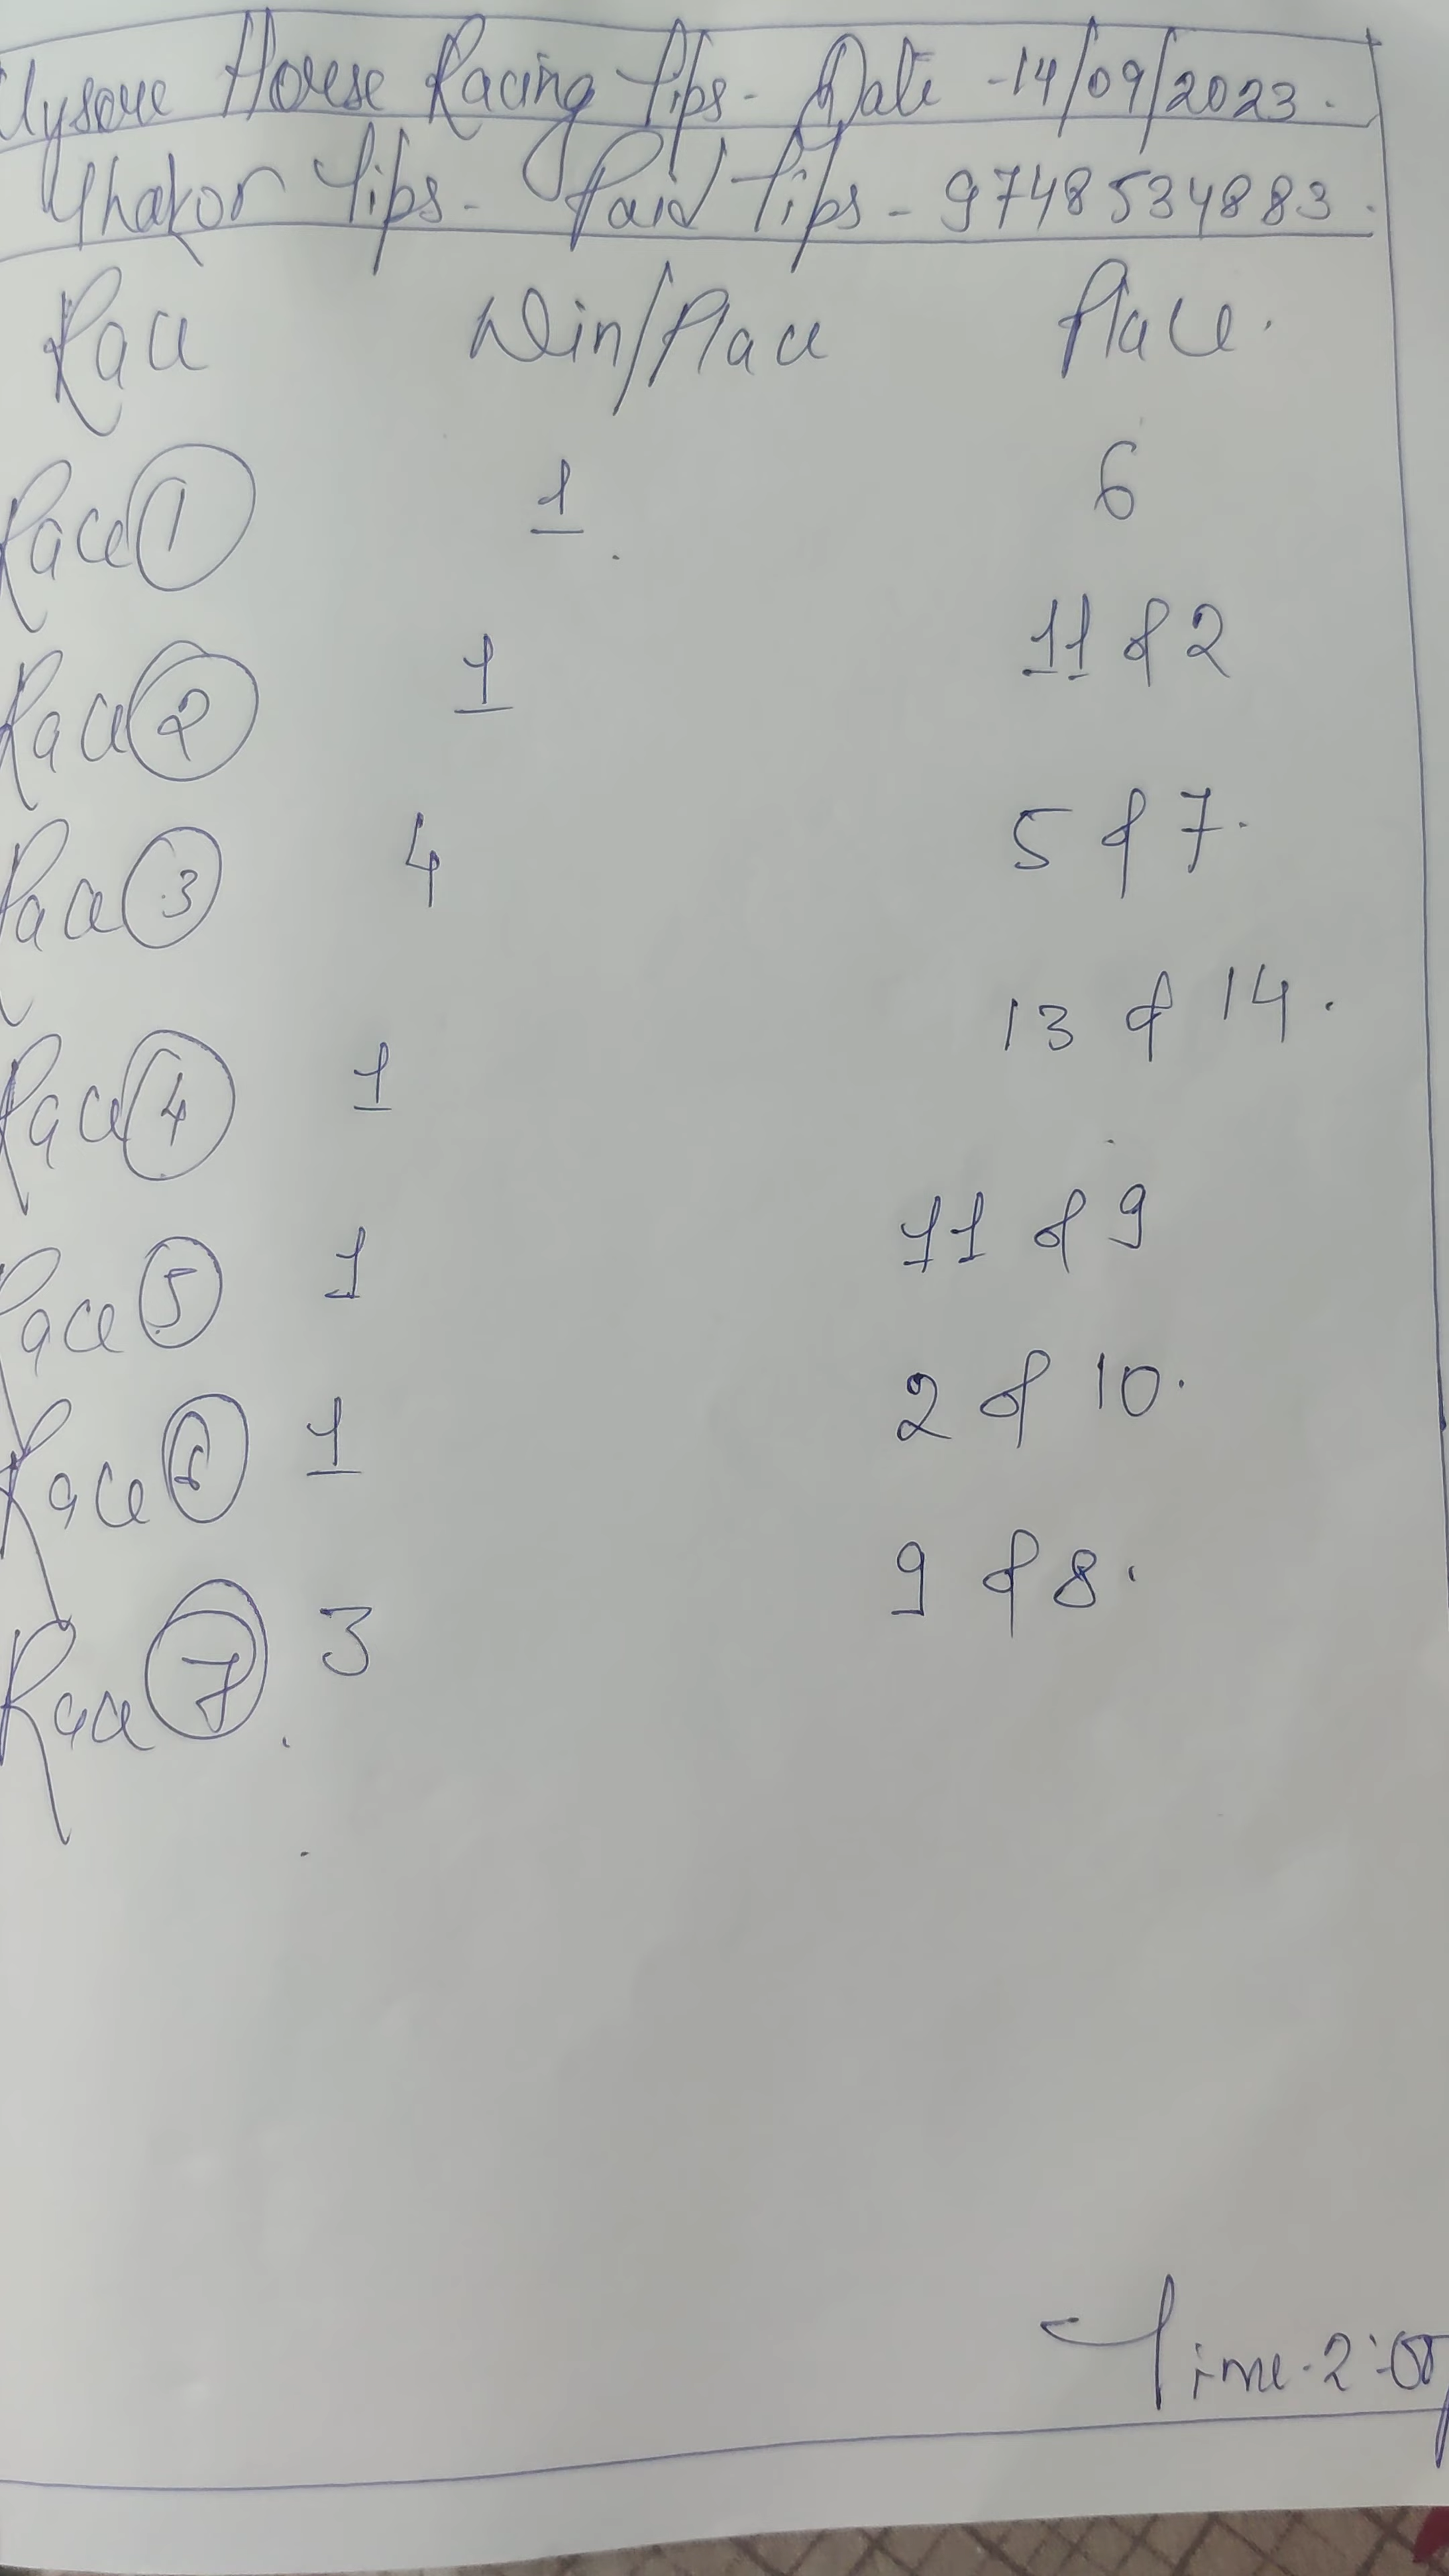 Mysore Horse Racing Tips - Date - 14/09/2023.
Thakor Tips - Paid Tips - 9748534883.
Race Win/Place Place.
Race 1 1 6
Race 2 1 11 & 2
Race 3 4 5 & 7.
Race 4 1 13 & 14.
Race 5 1 11 & 9
Race 6 1 2 & 10.
Race 7 3 9 & 8.
Time - 2: